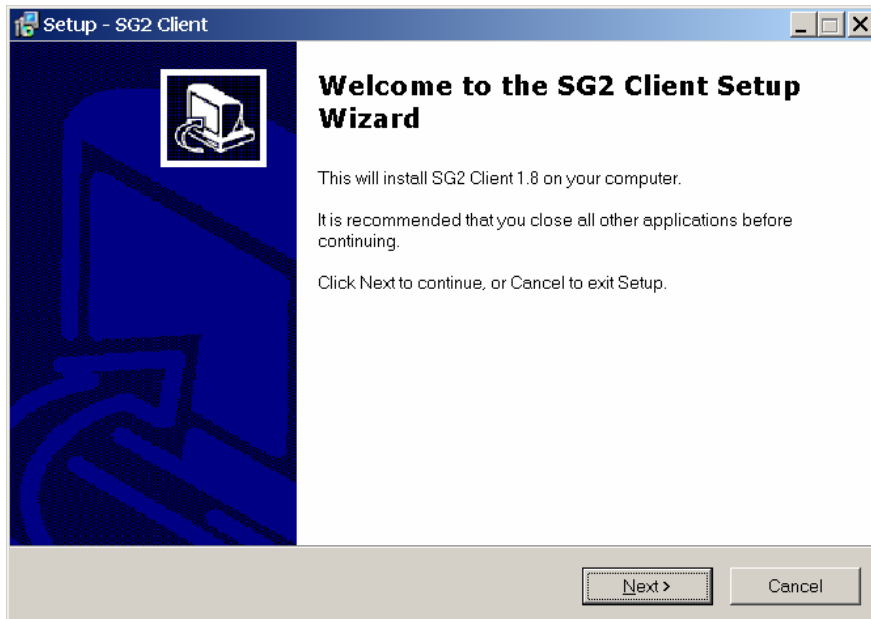 Setup - SG2 Client
Welcome to the SG2 Client Setup
Wizard
This will install SG2 Client 1.8 on your computer.
It is recommended that you close all other applications before
continuing.
Click Next to continue, or Cancel to exit Setup.
Next >
Cancel